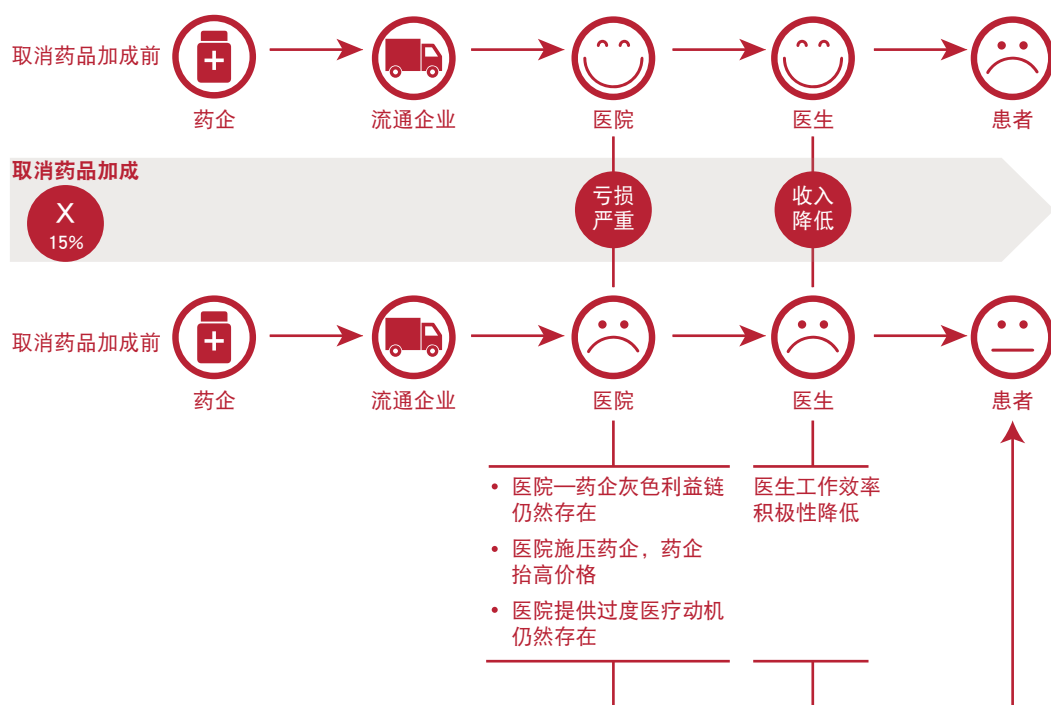 取消药品加成前
药企
流通企业
医院
医生
患者
取消药品加成
X
15%
亏损
严重
收入
降低
取消药品加成前
药企
流通企业
医院
医生
患者
• 医院—药企灰色利益链
仍然存在
• 医院施压药企，药企
抬高价格
• 医院提供过度医疗动机
仍然存在
医生工作效率
积极性降低